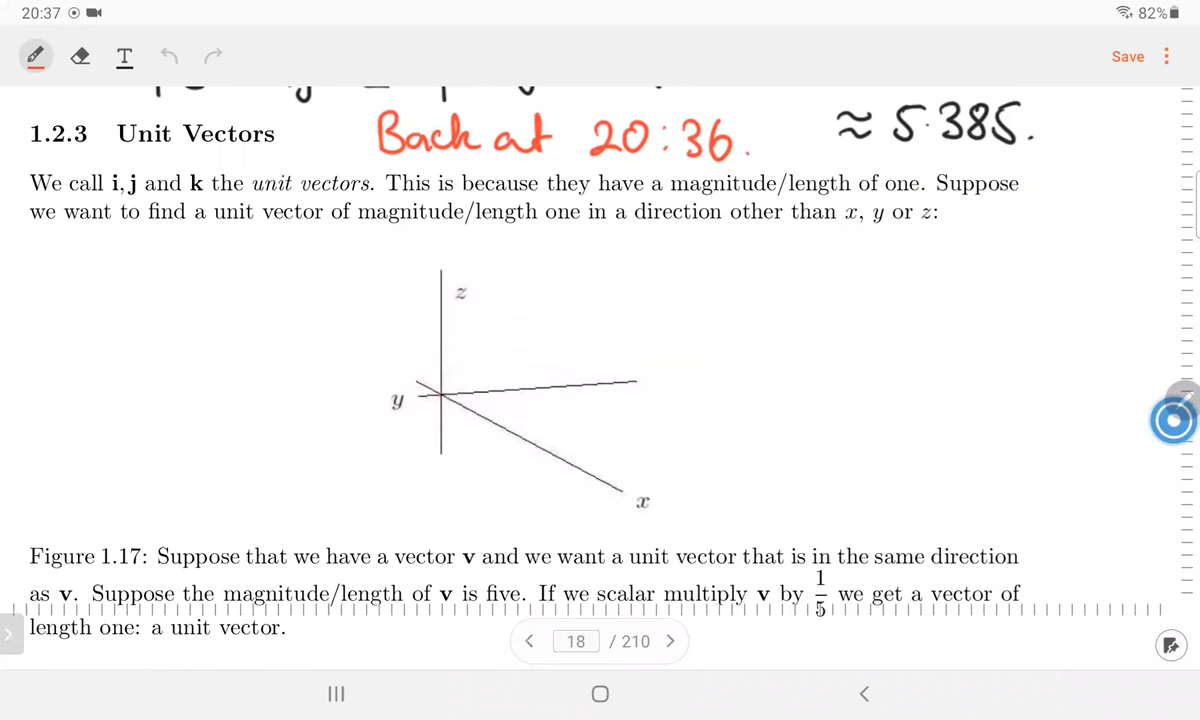 20:37 82%
T Save
≈ 5.385.
1.2.3 Unit Vectors Back at 20:36.
We call i, j and k the unit vectors. This is because they have a magnitude/length of one. Suppose
we want to find a unit vector of magnitude/length one in a direction other than x, y or z:
z
y
x
Figure 1.17: Suppose that we have a vector v and we want a unit vector that is in the same direction
as v. Suppose the magnitude/length of v is five. If we scalar multiply v by 1/5 we get a vector of
length one: a unit vector.
18 / 210